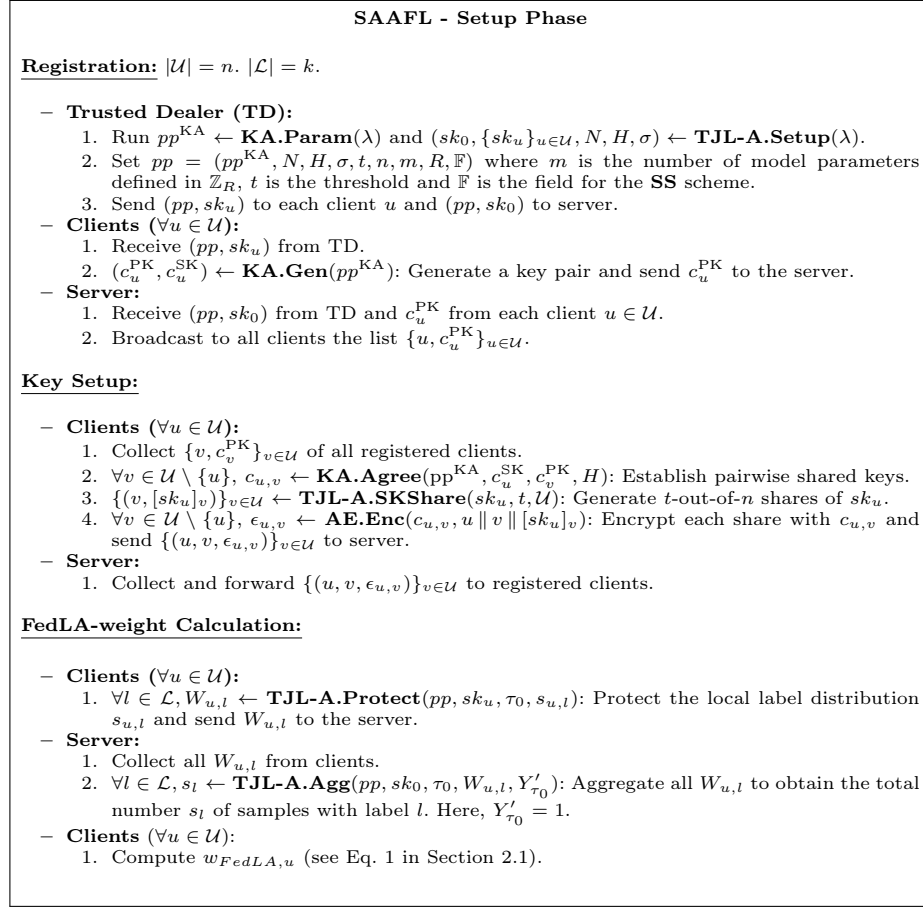 SAAFL - Setup Phase
Registration: |𝒰| = n. |ℒ| = k.
– Trusted Dealer (TD):
1. Run pp^KA ← KA.Param(λ) and (sk_0, {sk_u}_{u∈𝒰}, N, H, σ) ← TJL-A.Setup(λ).
2. Set pp = (pp^KA, N, H, σ, t, n, m, R, 𝔽) where m is the number of model parameters
defined in ℤ_R, t is the threshold and 𝔽 is the field for the SS scheme.
3. Send (pp, sk_u) to each client u and (pp, sk_0) to server.
– Clients (∀u ∈ 𝒰):
1. Receive (pp, sk_u) from TD.
2. (c_u^PK, c_u^SK) ← KA.Gen(pp^KA): Generate a key pair and send c_u^PK to the server.
– Server:
1. Receive (pp, sk_0) from TD and c_u^PK from each client u ∈ 𝒰.
2. Broadcast to all clients the list {u, c_u^PK}_{u∈𝒰}.
Key Setup:
– Clients (∀u ∈ 𝒰):
1. Collect {v, c_v^PK}_{v∈𝒰} of all registered clients.
2. ∀v ∈ 𝒰 \ {u}, c_{u,v} ← KA.Agree(pp^KA, c_u^SK, c_v^PK, H): Establish pairwise shared keys.
3. {(v, [sk_u]_v)}_{v∈𝒰} ← TJL-A.SKShare(sk_u, t, 𝒰): Generate t-out-of-n shares of sk_u.
4. ∀v ∈ 𝒰 \ {u}, ϵ_{u,v} ← AE.Enc(c_{u,v}, u ∥ v ∥ [sk_u]_v): Encrypt each share with c_{u,v} and
send {(u, v, ϵ_{u,v})}_{v∈𝒰} to server.
– Server:
1. Collect and forward {(u, v, ϵ_{u,v})}_{v∈𝒰} to registered clients.
FedLA-weight Calculation:
– Clients (∀u ∈ 𝒰):
1. ∀l ∈ ℒ, W_{u,l} ← TJL-A.Protect(pp, sk_u, τ_0, s_{u,l}): Protect the local label distribution
s_{u,l} and send W_{u,l} to the server.
– Server:
1. Collect all W_{u,l} from clients.
2. ∀l ∈ ℒ, s_l ← TJL-A.Agg(pp, sk_0, τ_0, W_{u,l}, Y′_{τ_0}): Aggregate all W_{u,l} to obtain the total
number s_l of samples with label l. Here, Y′_{τ_0} = 1.
– Clients (∀u ∈ 𝒰):
1. Compute w_{FedLA,u} (see Eq. 1 in Section 2.1).